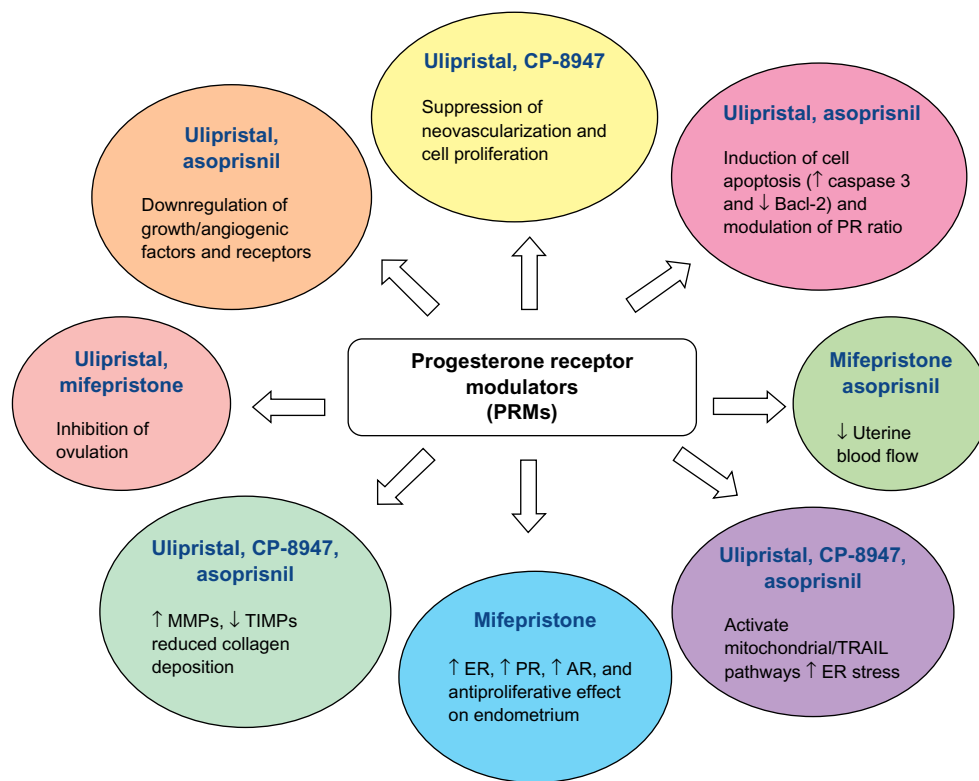 Uliprital, CP-8947
Suppression of
neovascularization and
cell proliferation
Ulipristal,
asoprisnil
Downregulation of
growth/angiogenic
factors and receptors
Ulipristal, asoprisnil
Induction of cell
apoptosis (↑ caspase 3
and ↓ Bacl-2) and
modulation of PR ratio
Ulipristal,
mifepristone
Inhibition of
ovulation
Progesterone receptor
modulators
(PRMs)
Mifepristone
asoprisnil
↓ Uterine
blood flow
Ulipristal, CP-8947,
asoprisnil
↑ MMPs, ↓ TIMPs
reduced collagen
deposition
Mifepristone
↑ ER, ↑ PR, ↑ AR, and
antiproliferative effect
on endometrium
Ulipristal, CP-8947,
asoprisnil
Activate
mitochondrial/TRAIL
pathways ↑ ER stress